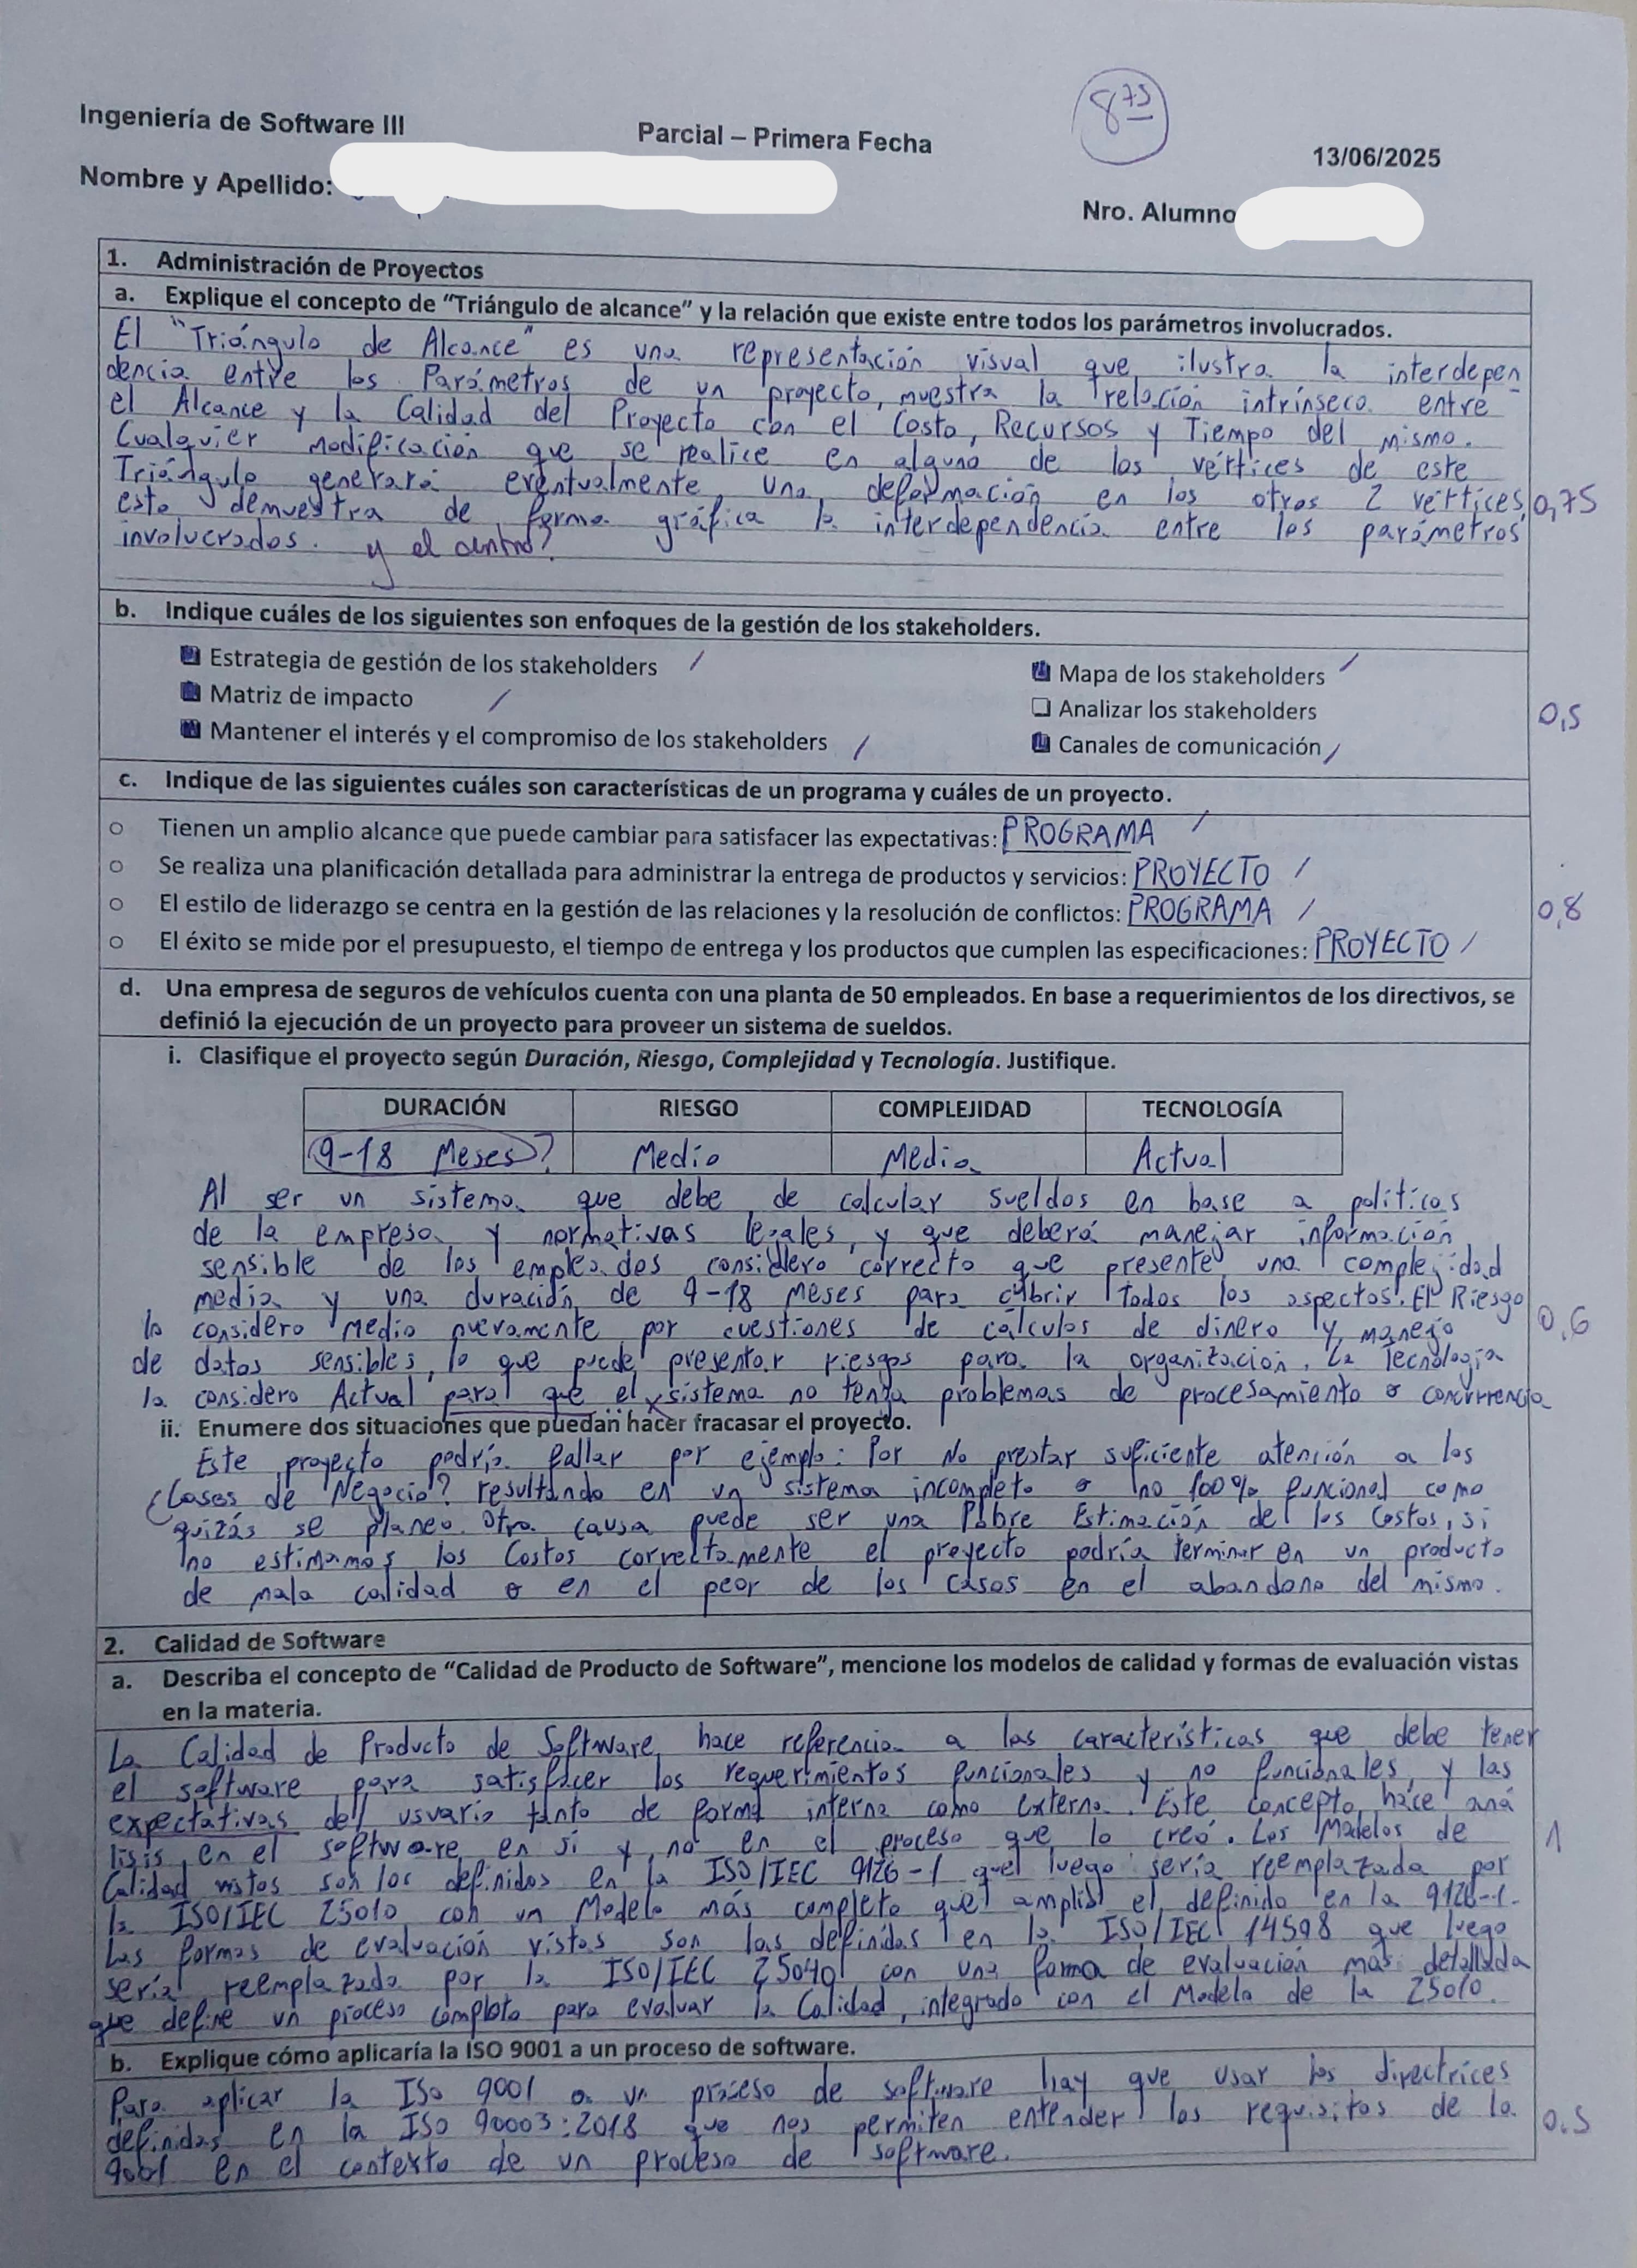 8 75
Ingeniería de Software III
Parcial – Primera Fecha
13/06/2025
Nombre y Apellido:
Nro. Alumno
1. Administración de Proyectos
a. Explique el concepto de “Triángulo de alcance” y la relación que existe entre todos los parámetros involucrados.
El "Triángulo de Alcance" es una representación visual que ilustra la interdepen-
dencia entre los Parámetros de un proyecto, muestra la relación intrínseca entre
el Alcance y la Calidad del Proyecto con el Costo, Recursos y Tiempo del mismo.
Cualquier modificación que se realice en alguno de los vértices de este
Triángulo generará eventualmente una deformación en los otros 2 vértices,
esto demuestra de forma gráfica la interdependencia entre los parámetros
involucrados. y el centro?
0,75
b. Indique cuáles de los siguientes son enfoques de la gestión de los stakeholders.
Estrategia de gestión de los stakeholders
Mapa de los stakeholders
Matriz de impacto
Analizar los stakeholders
Mantener el interés y el compromiso de los stakeholders
Canales de comunicación
0,5
c. Indique de las siguientes cuáles son características de un programa y cuáles de un proyecto.
Tienen un amplio alcance que puede cambiar para satisfacer las expectativas: PROGRAMA
Se realiza una planificación detallada para administrar la entrega de productos y servicios: PROYECTO
El estilo de liderazgo se centra en la gestión de las relaciones y la resolución de conflictos: PROGRAMA
El éxito se mide por el presupuesto, el tiempo de entrega y los productos que cumplen las especificaciones: PROYECTO
0,8
d. Una empresa de seguros de vehículos cuenta con una planta de 50 empleados. En base a requerimientos de los directivos, se
definió la ejecución de un proyecto para proveer un sistema de sueldos.
i. Clasifique el proyecto según Duración, Riesgo, Complejidad y Tecnología. Justifique.
DURACIÓN RIESGO COMPLEJIDAD TECNOLOGÍA
9-18 Meses? Medio Media Actual
Al ser un sistema que debe de calcular sueldos en base a políticas
de la empresa y normativas legales, y que deberá manejar información
sensible de los empleados considero correcto que presente una complejidad
media y una duración de 9-18 meses para cubrir todos los aspectos. El Riesgo
lo considero Medio nuevamente por cuestiones de calculos de dinero y manejo
de datos sensibles, lo que puede presentar riesgos para la organización. La Tecnología
la considero Actual para que el sistema no tenga problemas de procesamiento o concurrencia
0,6
ii. Enumere dos situaciones que puedan hacer fracasar el proyecto.
Este proyecto podría fallar por ejemplo: Por No prestar suficiente atención a los
Casos de Negocio? resultando en un sistema incompleto o no 100% funcional como
quizás se planeo. Otra causa puede ser una Pobre Estimación de los Costos, si
no estimamos los Costos correctamente el proyecto podría terminar en un producto
de mala calidad o en el peor de los casos en el abandono del mismo.
2. Calidad de Software
a. Describa el concepto de “Calidad de Producto de Software”, mencione los modelos de calidad y formas de evaluación vistas
en la materia.
La Calidad de Producto de Software hace referencia a las características que debe tener
el software para satisfacer los requerimientos funcionales y no funcionales, y las
expectativas del usuario tanto de forma interna como externa. Este concepto hace aná
lisis en el software en si y no en el proceso que lo creó. Los Modelos de
Calidad vistos son los definidos en la ISO/IEC 9126-1 que luego sería reemplazada por
la ISO/IEC 25010 con un Modelo más completo que amplió el definido en la 9126-1.
Las formas de evaluación vistas son las definidas en la ISO/IEC 14598 que luego
sería reemplazada por la ISO/IEC 25040 con una forma de evaluación más detallada
que define un proceso completo para evaluar la Calidad, integrado con el Modelo de la 25010.
1
b. Explique cómo aplicaría la ISO 9001 a un proceso de software.
Para aplicar la ISO 9001 a un proceso de software hay que usar las directrices
definidas en la ISO 90003:2018 que nos permiten entender los requisitos de la
9001 en el contexto de un proceso de software.
0.5